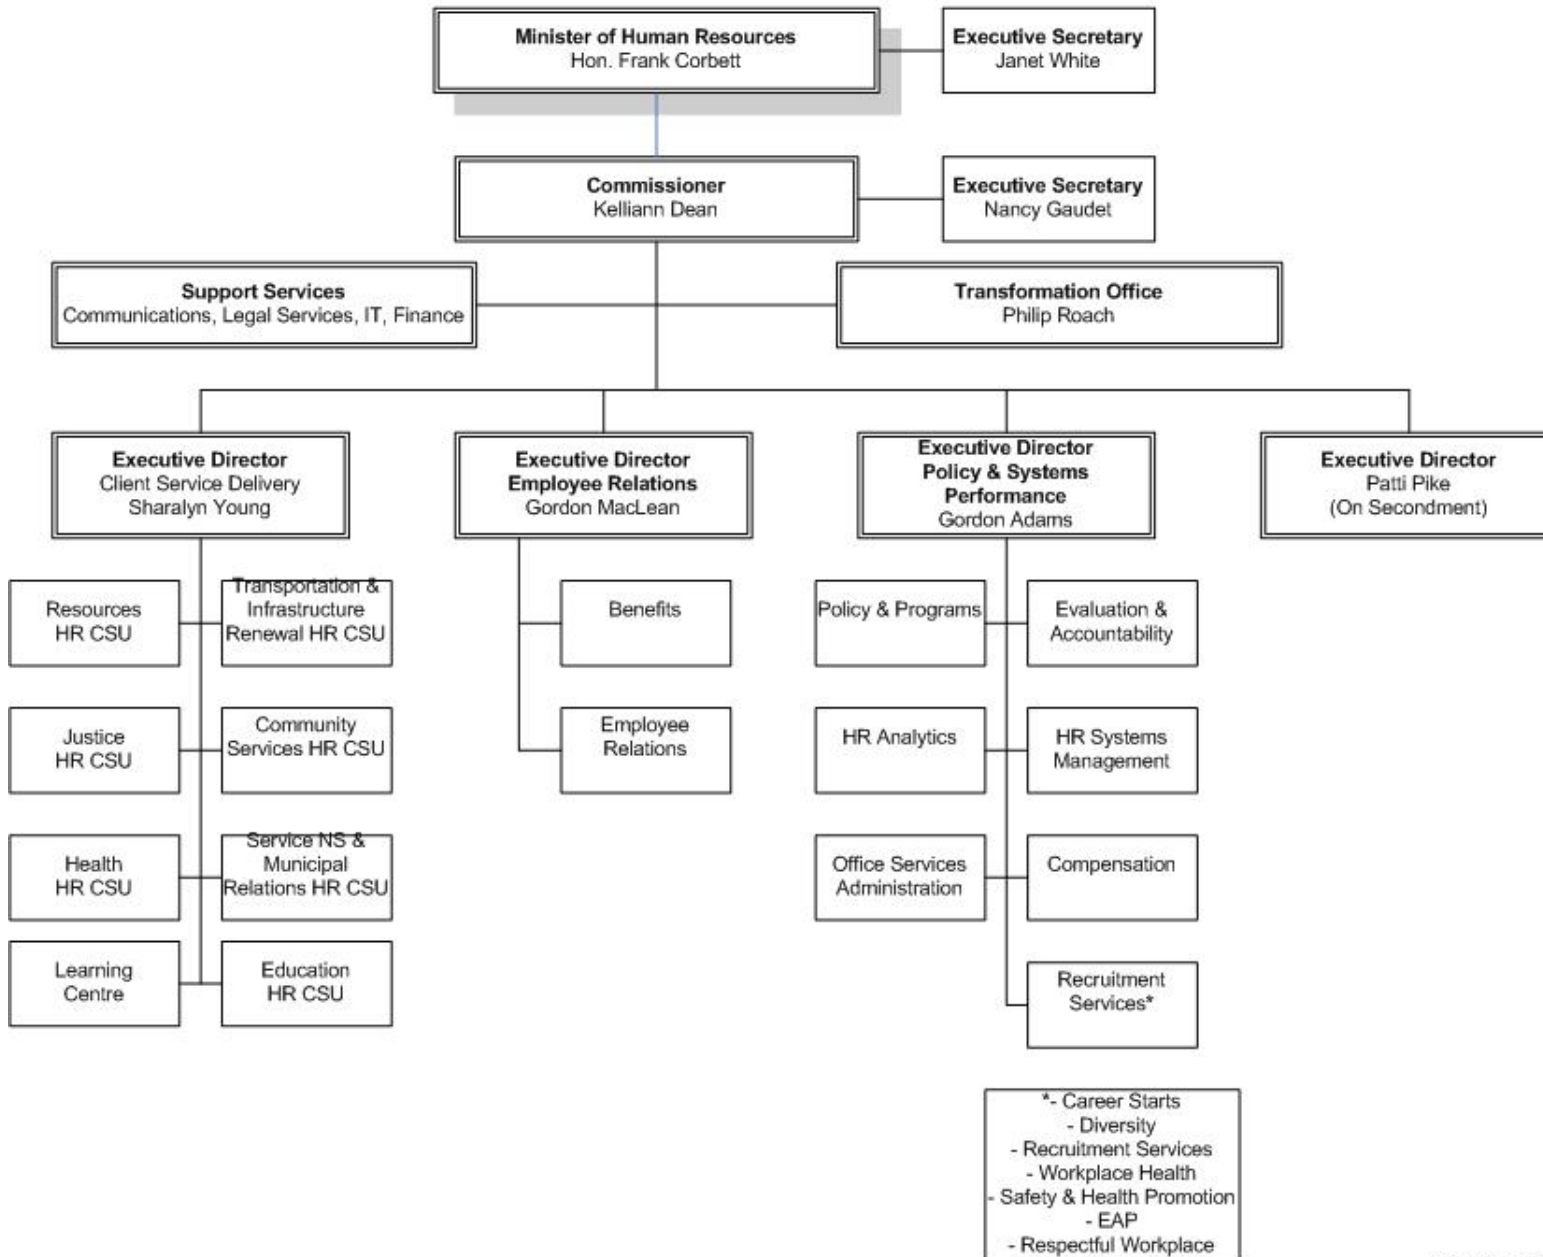 Minister of Human Resources
Hon. Frank Corbett
Executive Secretary
Janet White
Commissioner
Kelliann Dean
Executive Secretary
Nancy Gaudet
Support Services
Communications, Legal Services, IT, Finance
Transformation Office
Philip Roach
Executive Director
Client Service Delivery
Sharalyn Young
Executive Director
Employee Relations
Gordon MacLean
Executive Director
Policy & Systems
Performance
Gordon Adams
Executive Director
Patti Pike
(On Secondment)
Resources
HR CSU
Transportation &
Infrastructure
Renewal HR CSU
Benefits
Policy & Programs
Evaluation &
Accountability
Justice
HR CSU
Community
Services HR CSU
Employee
Relations
HR Analytics
HR Systems
Management
Health
HR CSU
Service NS &
Municipal
Relations HR CSU
Office Services
Administration
Compensation
Learning
Centre
Education
HR CSU
Recruitment
Services*
*- Career Starts
- Diversity
- Recruitment Services
- Workplace Health
- Safety & Health Promotion
- EAP
- Respectful Workplace